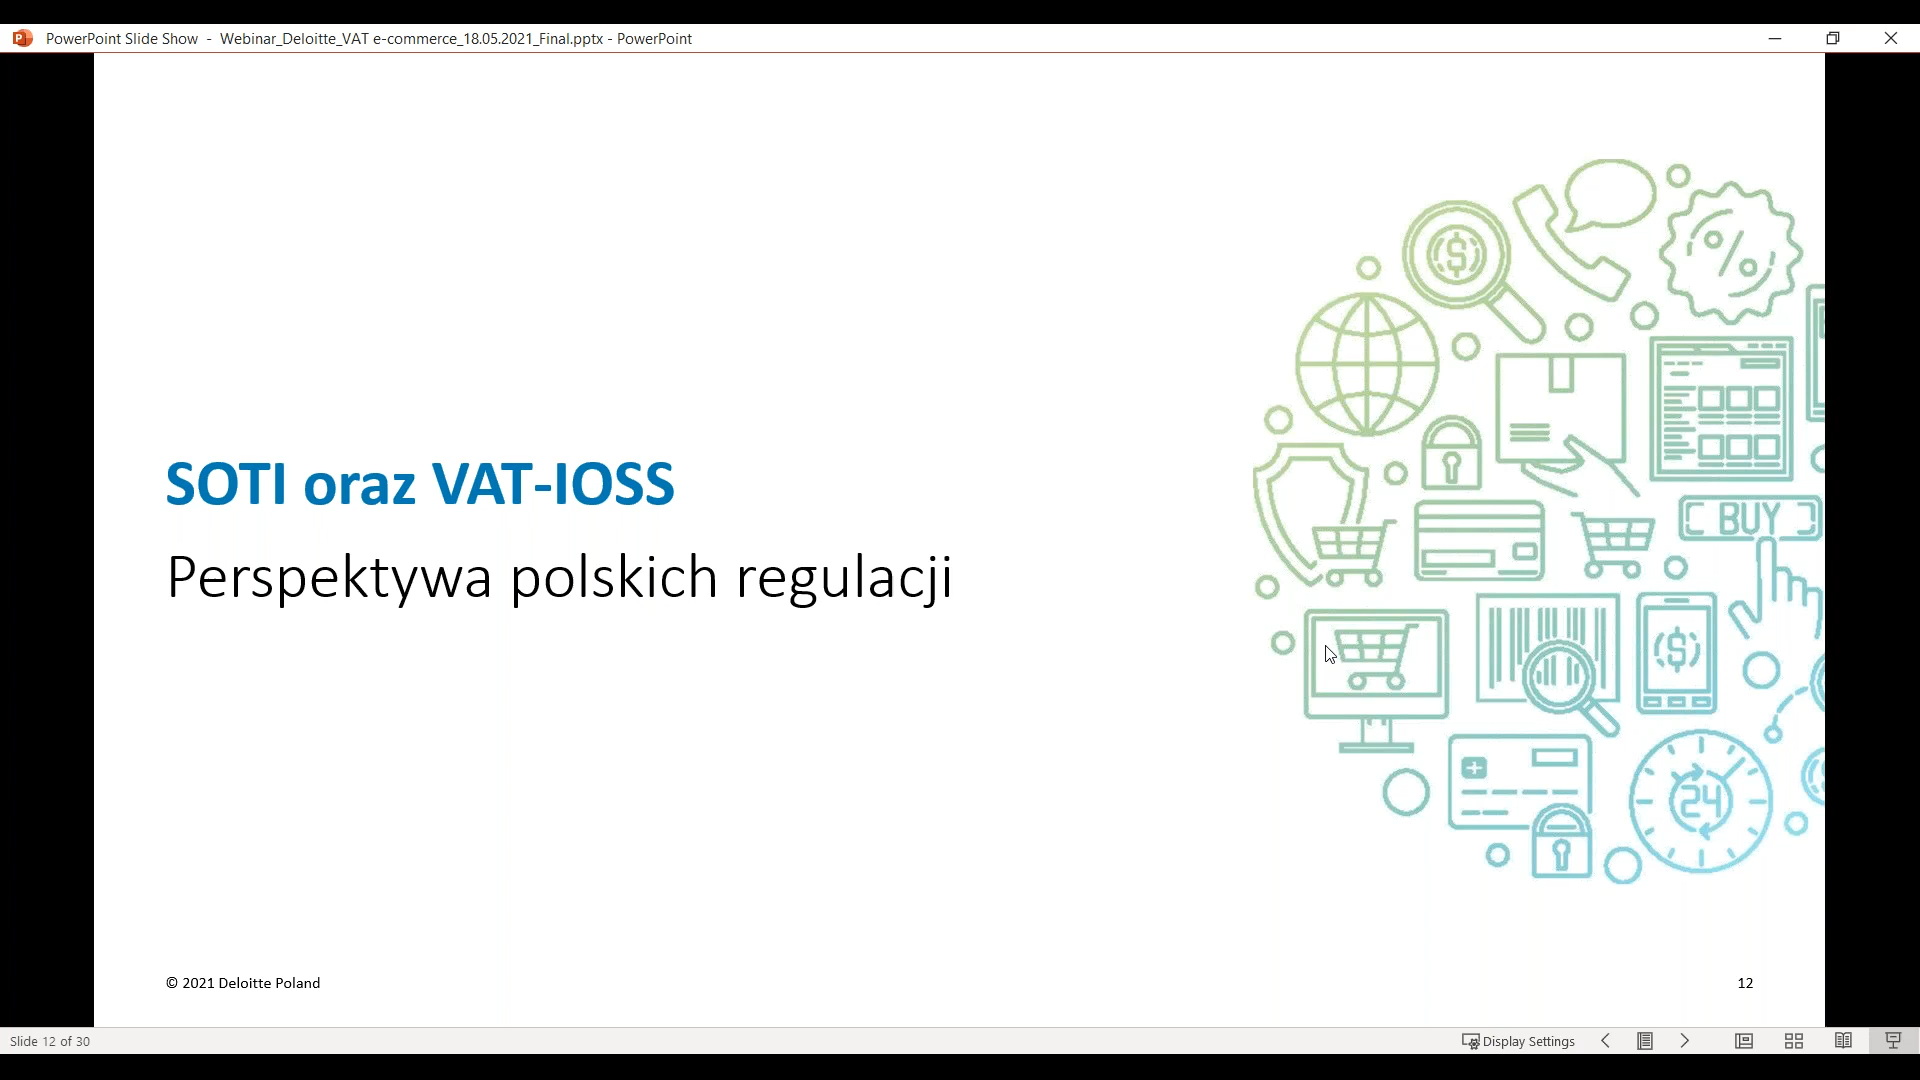 PowerPoint Slide Show - Webinar_Deloitte_VAT e-commerce_18.05.2021_Final.pptx - PowerPoint
SOTI oraz VAT-IOSS
Perspektywa polskich regulacji
BUY
24
© 2021 Deloitte Poland
12
Slide 12 of 30
Display Settings